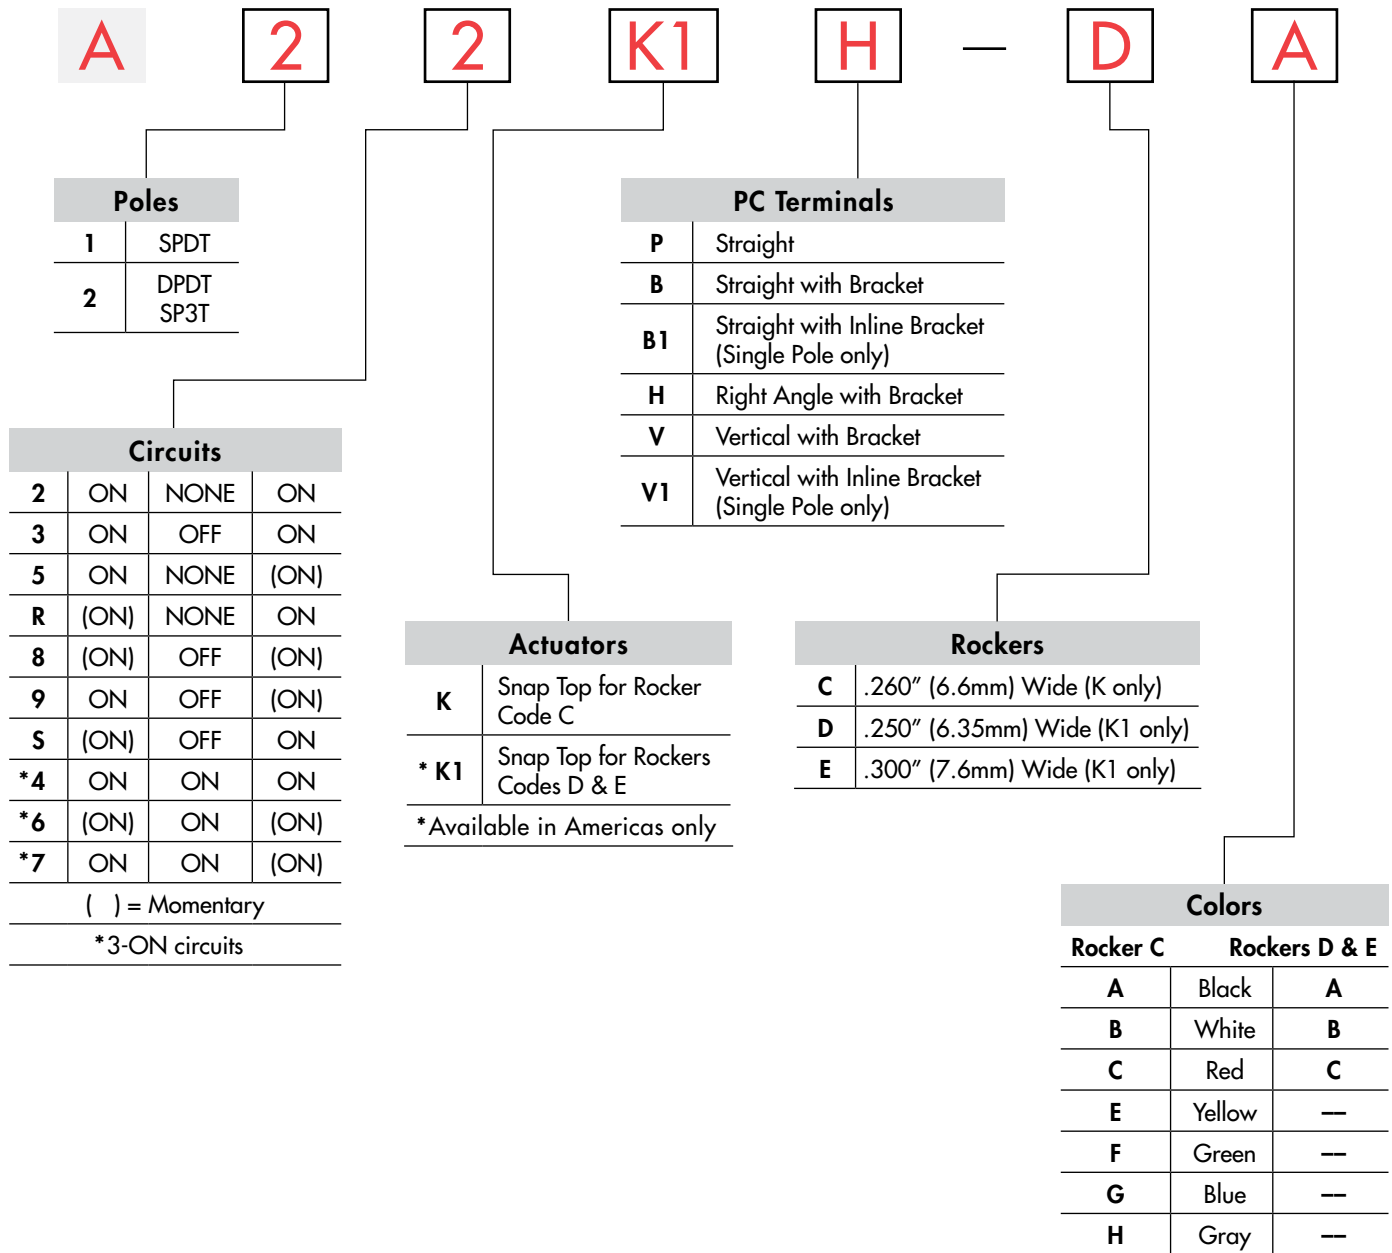 A 2 2 K1 H — D A
Poles
1 SPDT
2 DPDT
SP3T
PC Terminals
P Straight
B Straight with Bracket
B1 Straight with Inline Bracket
(Single Pole only)
H Right Angle with Bracket
V Vertical with Bracket
V1 Vertical with Inline Bracket
(Single Pole only)
Circuits
2 ON NONE ON
3 ON OFF ON
5 ON NONE (ON)
R (ON) NONE ON
8 (ON) OFF (ON)
9 ON OFF (ON)
S (ON) OFF ON
*4 ON ON ON
*6 (ON) ON (ON)
*7 ON ON (ON)
( ) = Momentary
*3-ON circuits
Actuators
K Snap Top for Rocker
Code C
* K1 Snap Top for Rockers
Codes D & E
*Available in Americas only
Rockers
C .260” (6.6mm) Wide (K only)
D .250” (6.35mm) Wide (K1 only)
E .300” (7.6mm) Wide (K1 only)
Colors
Rocker C Rockers D & E
A Black A
B White B
C Red C
E Yellow —
F Green —
G Blue —
H Gray —